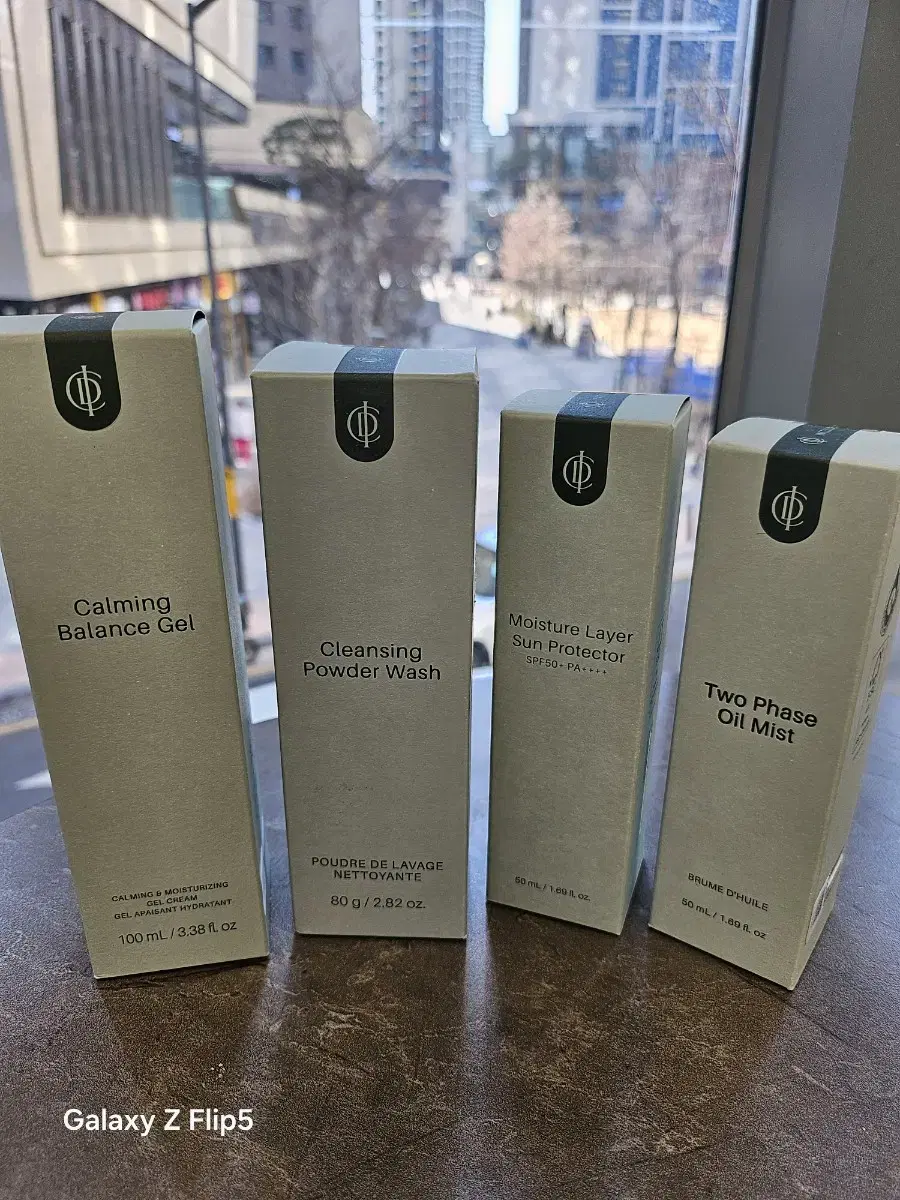 Calming
Balance Gel
CALMING & MOISTURIZING
GEL CREAM
GEL APAISANT HYDRATANT
100 mL / 3.38 fl. oz
Cleansing
Powder Wash
POUDRE DE LAVAGE
NETTOYANTE
80 g / 2.82 oz.
Moisture Layer
Sun Protector
SPF50+ PA++++
50 mL / 1.69 fl. oz.
Two Phase
Oil Mist
BRUME D'HUILE
50 mL / 1.69 fl. oz.
Galaxy Z Flip5